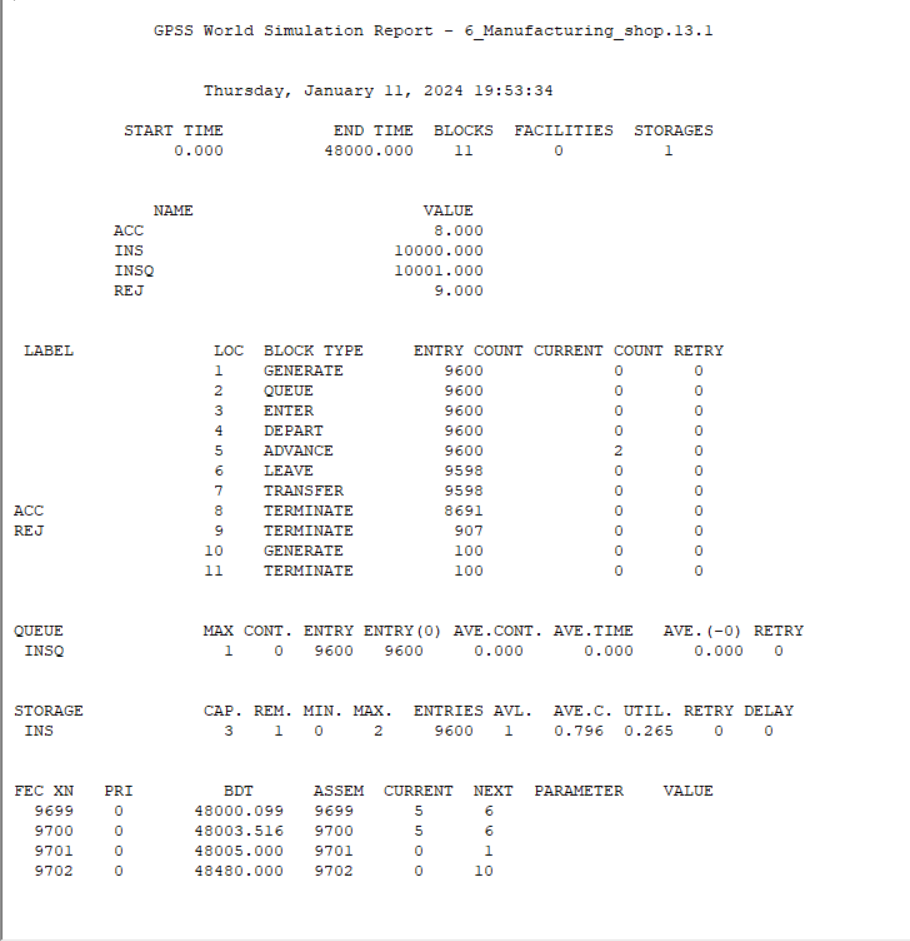 GPSS World Simulation Report - 6_Manufacturing_shop.13.1
Thursday, January 11, 2024 19:53:34
START TIME END TIME BLOCKS FACILITIES STORAGES
0.000 48000.000 11 0 1
NAME VALUE
ACC 8.000
INS 10000.000
INSQ 10001.000
REJ 9.000
LABEL LOC BLOCK TYPE ENTRY COUNT CURRENT COUNT RETRY
1 GENERATE 9600 0 0
2 QUEUE 9600 0 0
3 ENTER 9600 0 0
4 DEPART 9600 0 0
5 ADVANCE 9600 2 0
6 LEAVE 9598 0 0
7 TRANSFER 9598 0 0
ACC 8 TERMINATE 8691 0 0
REJ 9 TERMINATE 907 0 0
10 GENERATE 100 0 0
11 TERMINATE 100 0 0
QUEUE MAX CONT. ENTRY ENTRY(0) AVE.CONT. AVE.TIME AVE.(-0) RETRY
INSQ 1 0 9600 9600 0.000 0.000 0.000 0
STORAGE CAP. REM. MIN. MAX. ENTRIES AVL. AVE.C. UTIL. RETRY DELAY
INS 3 1 0 2 9600 1 0.796 0.265 0 0
FEC XN PRI BDT ASSEM CURRENT NEXT PARAMETER VALUE
9699 0 48000.099 9699 5 6
9700 0 48003.516 9700 5 6
9701 0 48005.000 9701 0 1
9702 0 48480.000 9702 0 10